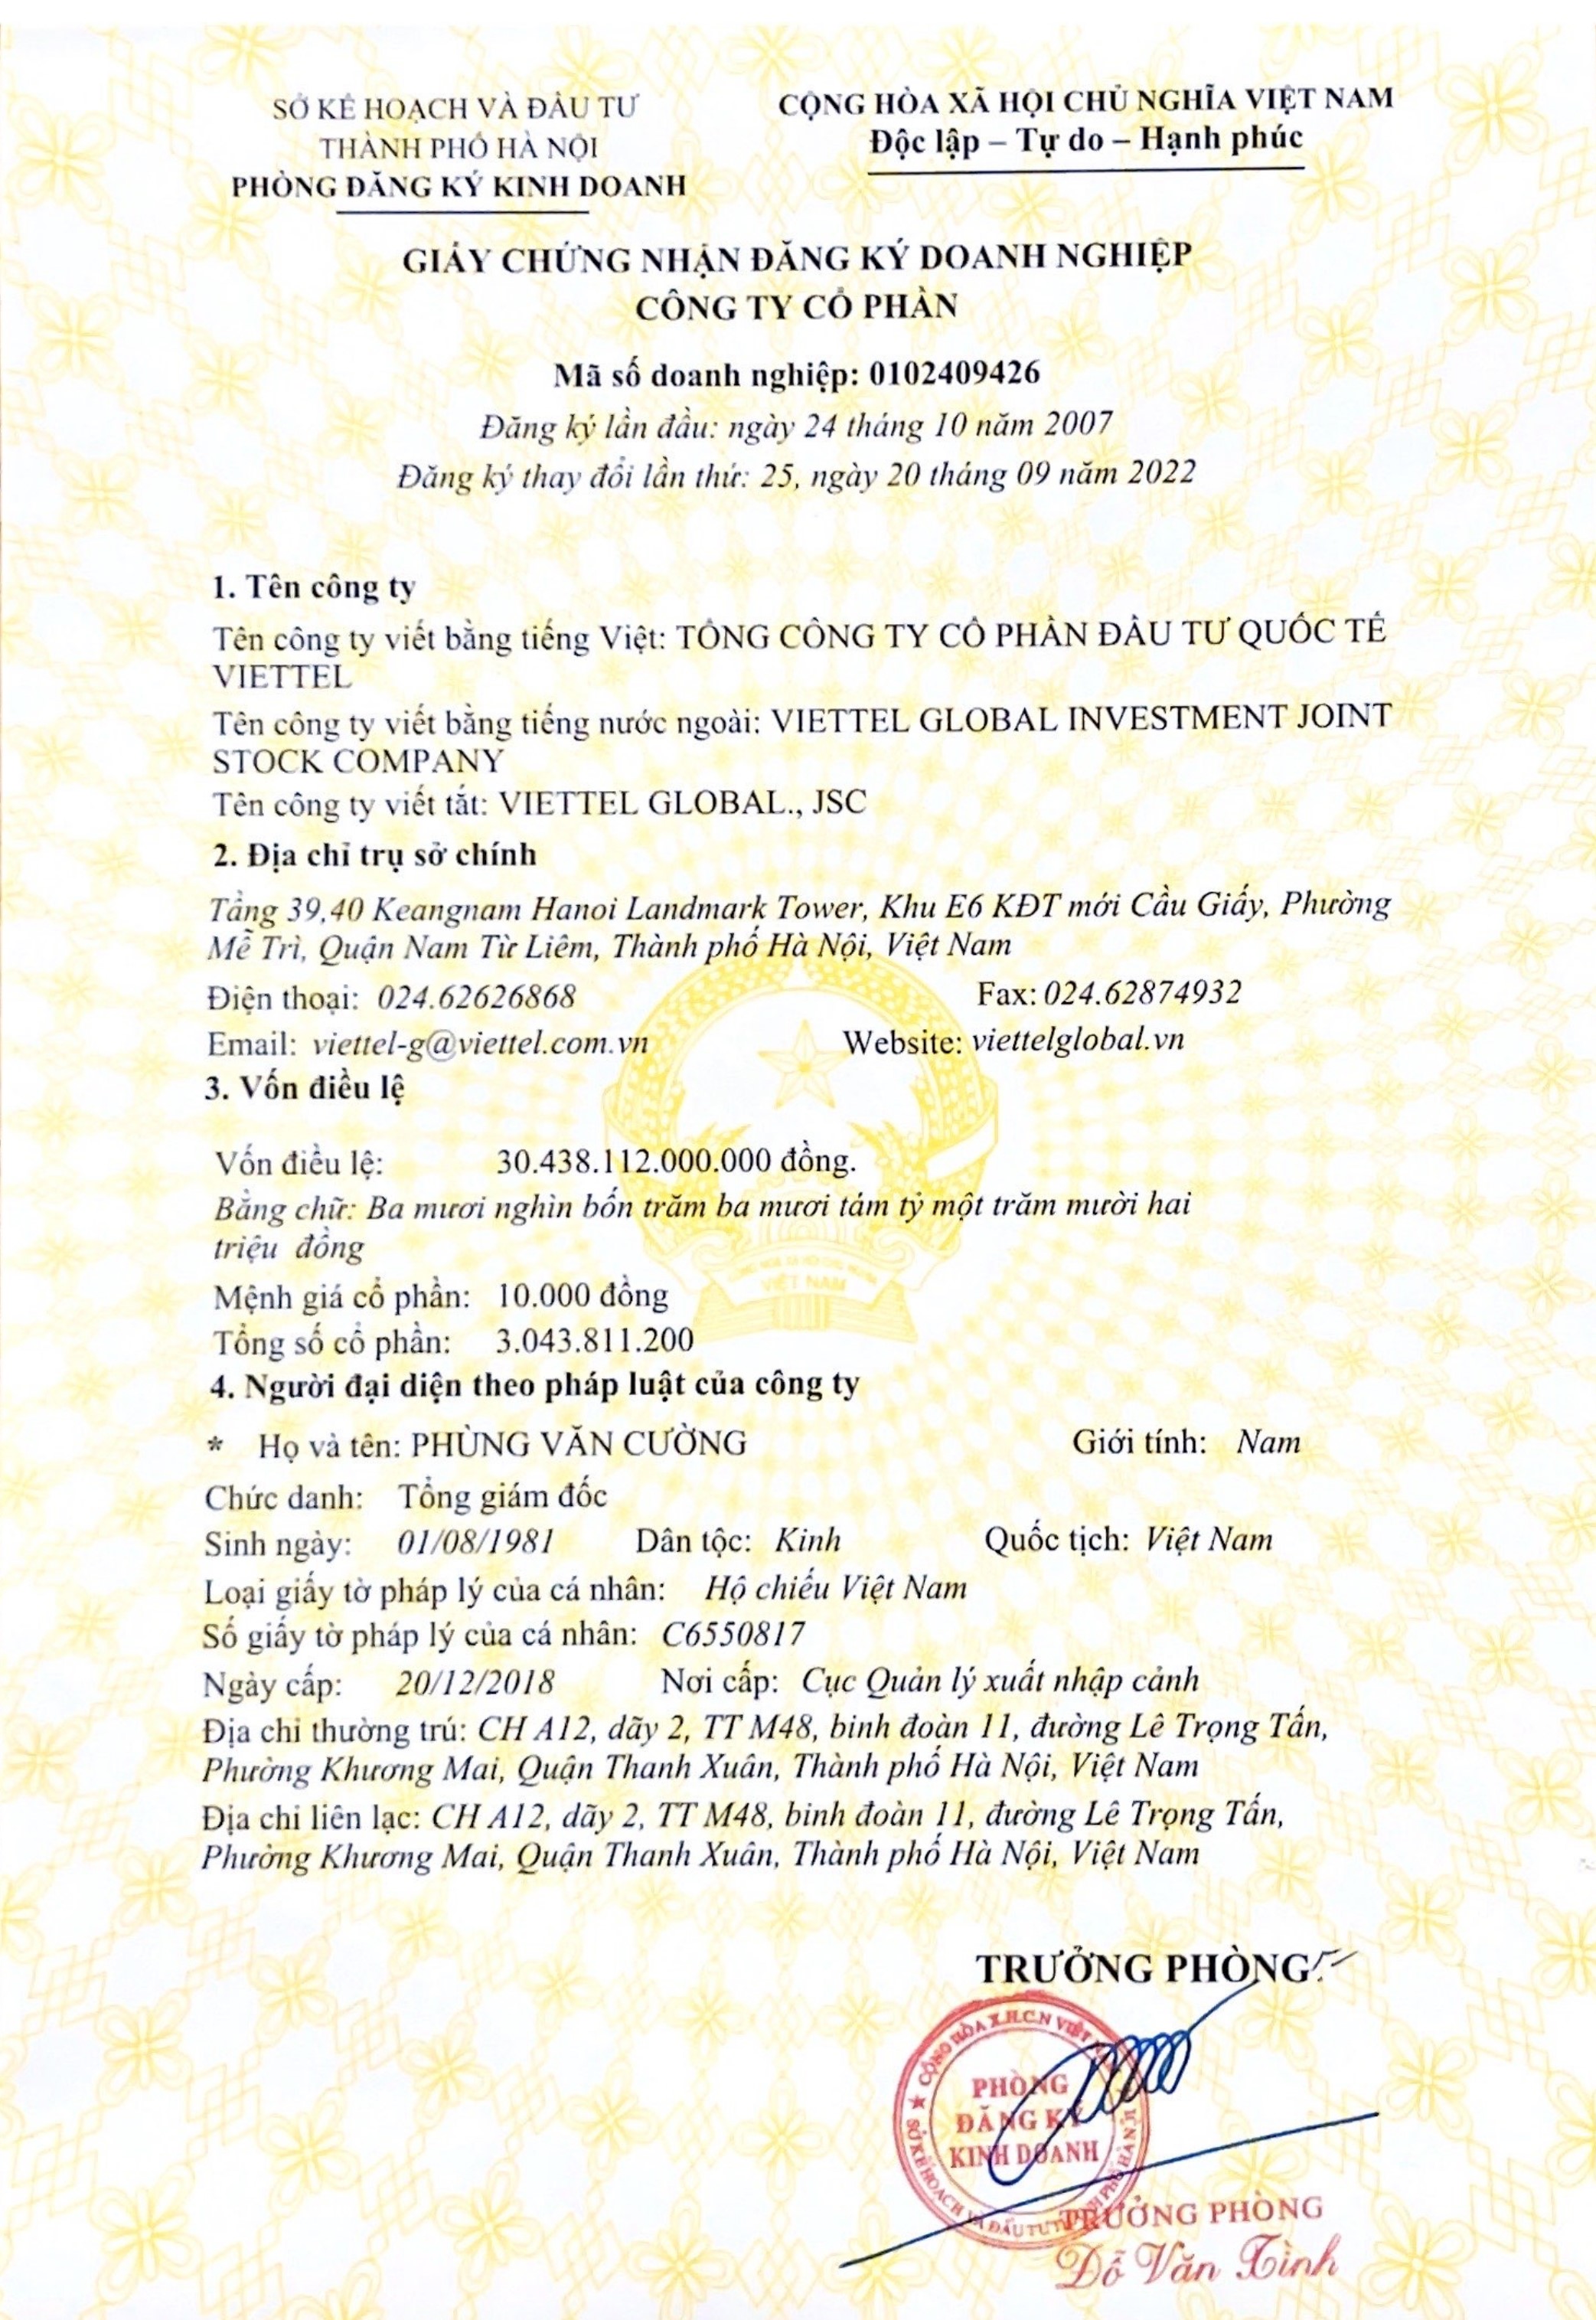 SỞ KẾ HOẠCH VÀ ĐẦU TƯ
THÀNH PHỐ HÀ NỘI
PHÒNG ĐĂNG KÝ KINH DOANH
CỘNG HÒA XÃ HỘI CHỦ NGHĨA VIỆT NAM
Độc lập – Tự do – Hạnh phúc
GIẤY CHỨNG NHẬN ĐĂNG KÝ DOANH NGHIỆP
CÔNG TY CỔ PHẦN
Mã số doanh nghiệp: 0102409426
Đăng ký lần đầu: ngày 24 tháng 10 năm 2007
Đăng ký thay đổi lần thứ: 25, ngày 20 tháng 09 năm 2022
1. Tên công ty
Tên công ty viết bằng tiếng Việt: TỔNG CÔNG TY CỔ PHẦN ĐẦU TƯ QUỐC TẾ
VIETTEL
Tên công ty viết bằng tiếng nước ngoài: VIETTEL GLOBAL INVESTMENT JOINT
STOCK COMPANY
Tên công ty viết tắt: VIETTEL GLOBAL., JSC
2. Địa chỉ trụ sở chính
Tầng 39,40 Keangnam Hanoi Landmark Tower, Khu E6 KĐT mới Cầu Giấy, Phường
Mễ Trì, Quận Nam Từ Liêm, Thành phố Hà Nội, Việt Nam
Điện thoại: 024.62626868 Fax: 024.62874932
Email: viettel-g@viettel.com.vn Website: viettelglobal.vn
3. Vốn điều lệ
Vốn điều lệ: 30.438.112.000.000 đồng.
Bằng chữ: Ba mươi nghìn bốn trăm ba mươi tám tỷ một trăm mười hai
triệu đồng
VIỆT NAM
Mệnh giá cổ phần: 10.000 đồng
Tổng số cổ phần: 3.043.811.200
4. Người đại diện theo pháp luật của công ty
* Họ và tên: PHÙNG VĂN CƯỜNG Giới tính: Nam
Chức danh: Tổng giám đốc
Sinh ngày: 01/08/1981 Dân tộc: Kinh Quốc tịch: Việt Nam
Loại giấy tờ pháp lý của cá nhân: Hộ chiếu Việt Nam
Số giấy tờ pháp lý của cá nhân: C6550817
Ngày cấp: 20/12/2018 Nơi cấp: Cục Quản lý xuất nhập cảnh
Địa chỉ thường trú: CH A12, dãy 2, TT M48, binh đoàn 11, đường Lê Trọng Tấn,
Phường Khương Mai, Quận Thanh Xuân, Thành phố Hà Nội, Việt Nam
Địa chỉ liên lạc: CH A12, dãy 2, TT M48, binh đoàn 11, đường Lê Trọng Tấn,
Phường Khương Mai, Quận Thanh Xuân, Thành phố Hà Nội, Việt Nam
TRƯỞNG PHÒNG
CỘNG HÒA X.H.C.N VIỆT
PHÒNG
ĐĂNG KÝ
KINH DOANH
SỞ KẾ HOẠCH VÀ ĐẦU TƯ
TRƯỞNG PHÒNG
Đỗ Văn Tình